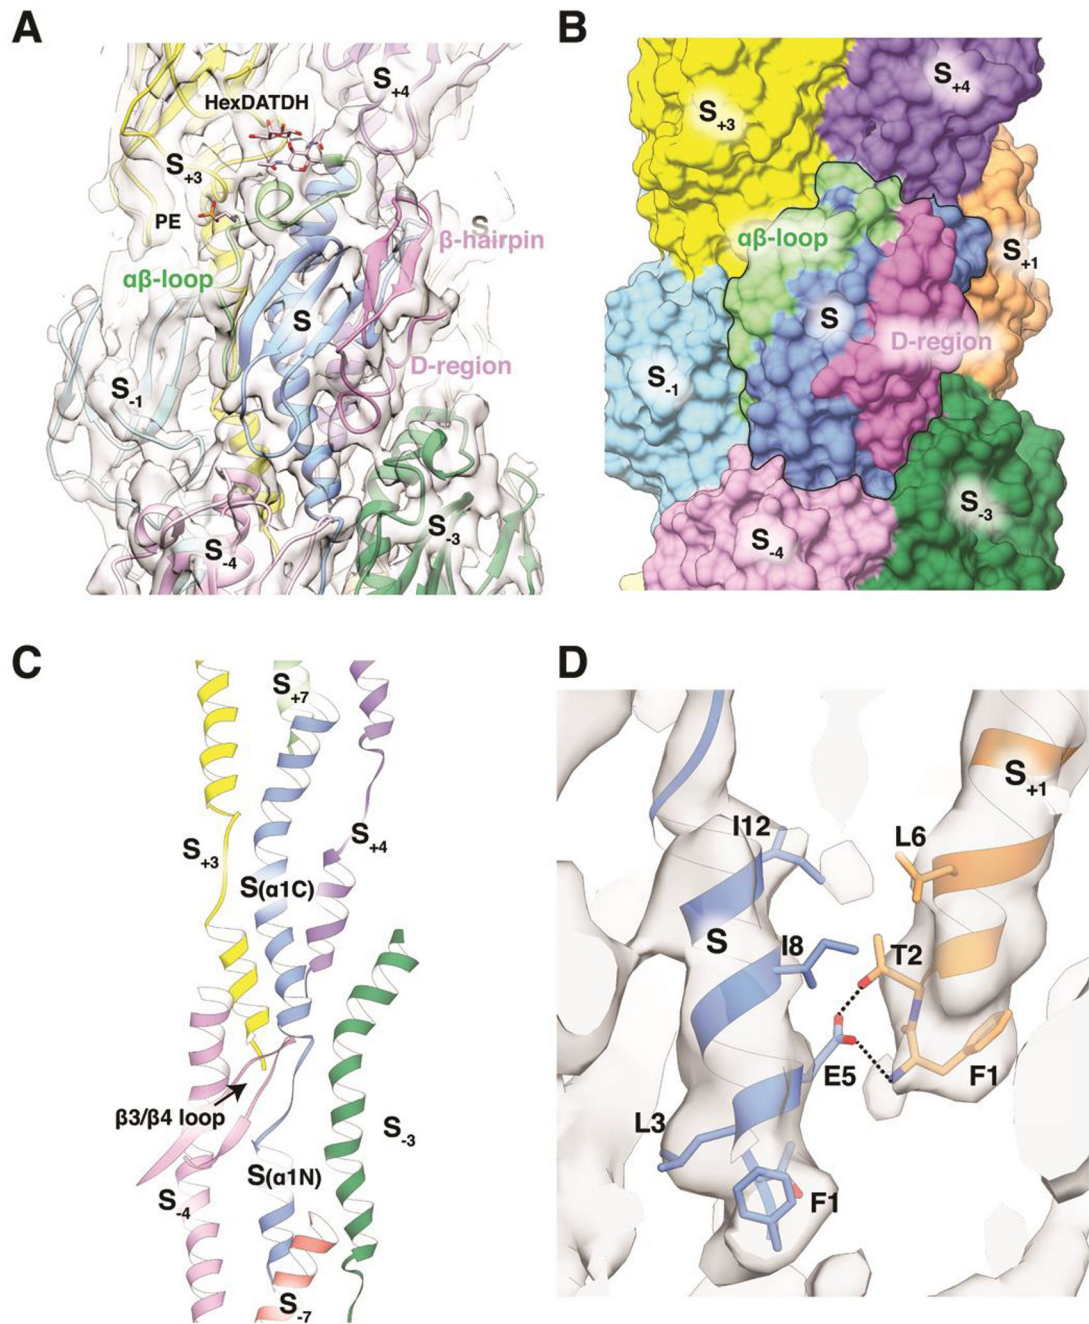 A
S+4
HexDATDH
S+3
PE
S
β-hairpin
αβ-loop
S
D-region
S-1
S-4
S-3
B
S+3
S+4
αβ-loop
S+1
S
D-region
S-1
S-3
S-4
C
S+7
S+3
S+4
S(α1C)
β3/β4 loop
S-3
S(α1N)
S-4
S-7
D
S+1
I12
L6
S
I8
T2
E5
F1
L3
F1